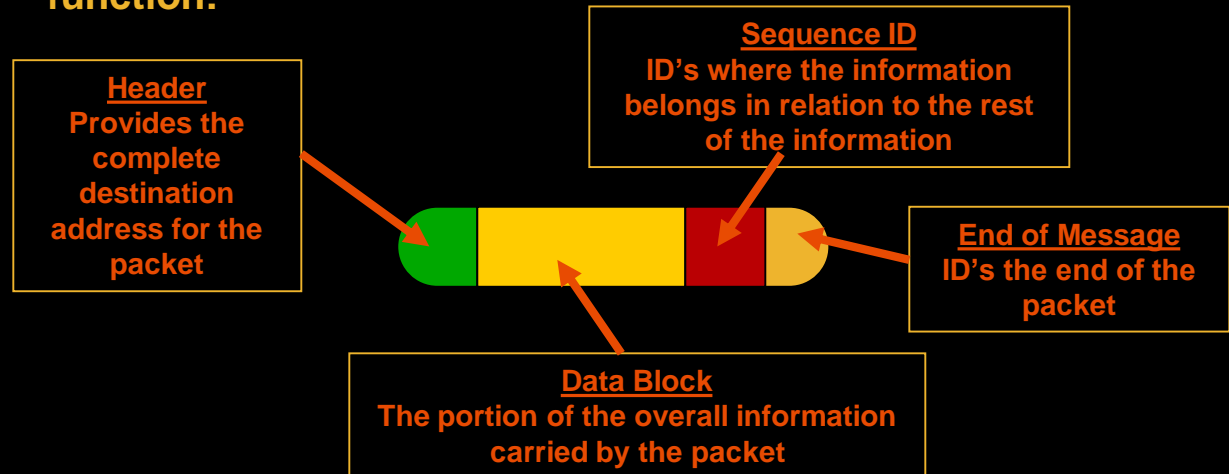 function.
Sequence ID
ID's where the information
belongs in relation to the rest
of the information
Header
Provides the
complete
destination
address for the
packet
End of Message
ID's the end of the
packet
Data Block
The portion of the overall information
carried by the packet